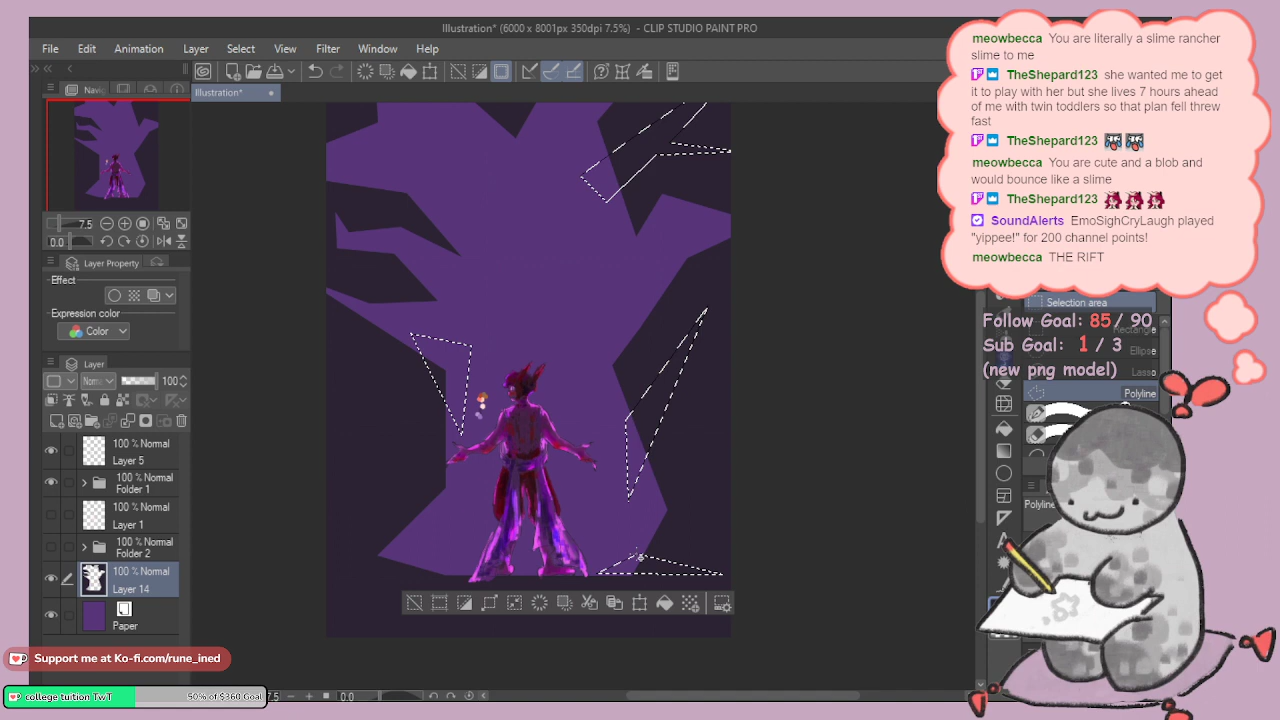 Illustration* (6000 x 8001px 350dpi 7.5%) - CLIP STUDIO PAINT PRO
File Edit Animation Layer Select View Filter Window Help
Illustration*
7.5
0.0
Layer Property
Effect
Expression color
Color
Layer
100
100 % Normal
Layer 5
100 % Normal
Folder 1
100 % Normal
Layer 1
100 % Normal
Folder 2
100 % Normal
Layer 14
Paper
Support me at Ko-fi.com/rune_ined
college tuition TwT 50% of $360 Goal
7.5
0.0
meowbecca You are literally a slime rancher
slime to me
TheShepard123 she wanted me to get
it to play with her but she lives 7 hours ahead
of me with twin toddlers so that plan fell threw
fast
TheShepard123
meowbecca You are cute and a blob and
would bounce like a slime
TheShepard123
SoundAlerts EmoSighCryLaugh played
"yippee!" for 200 channel points!
meowbecca THE RIFT
Selection area
Follow Goal: 85/ 90
Rectangle
Sub Goal: 1 / 3
Ellipse
(new png model)
Lasso
Polyline
Polyline